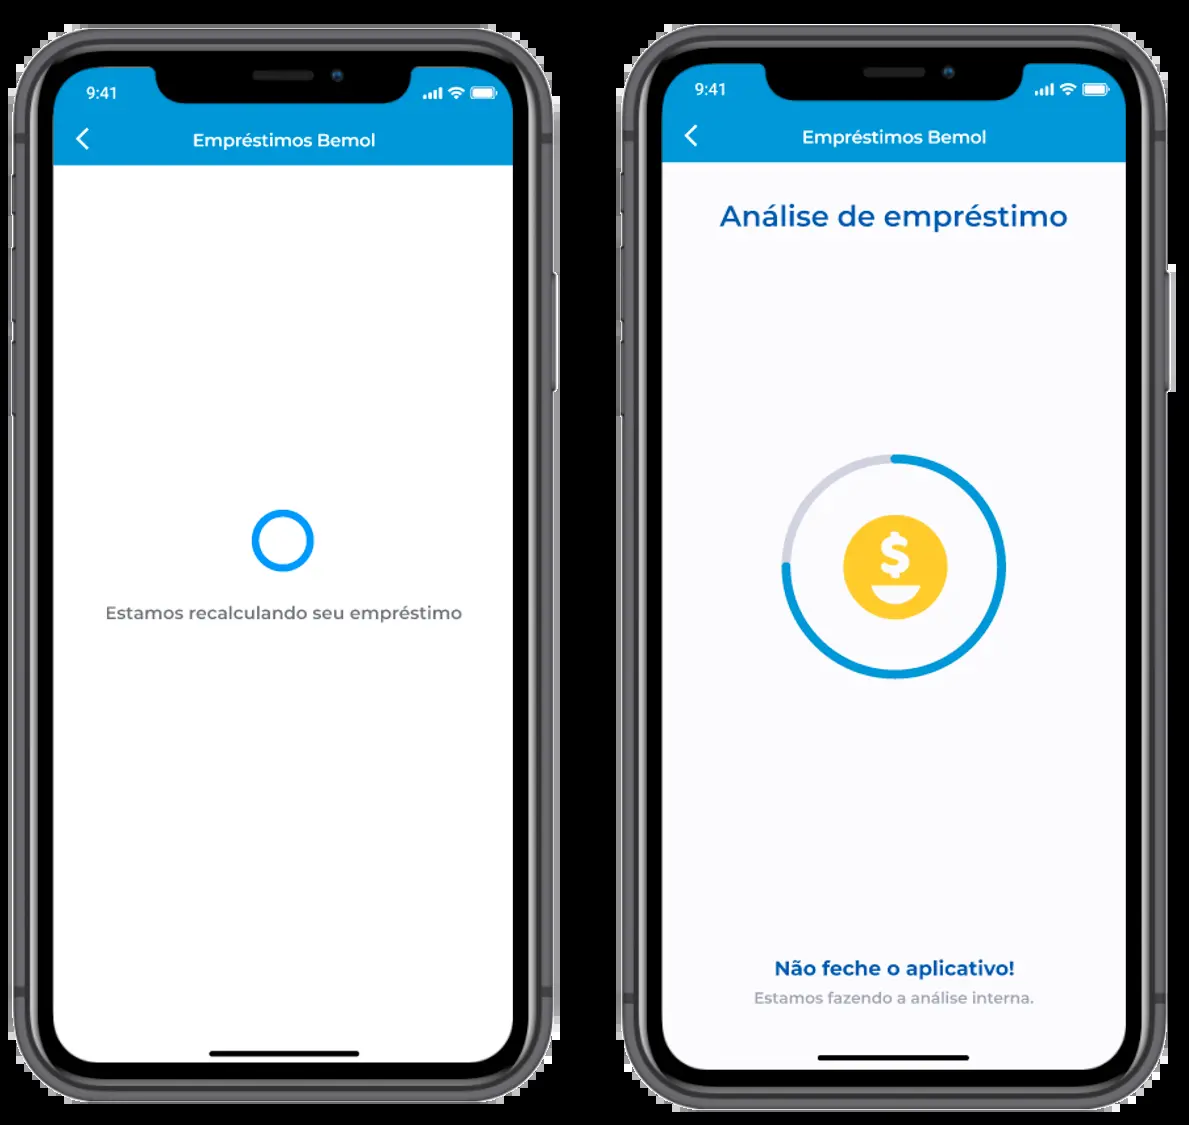 9:41
Empréstimos Bemol
Estamos recalculando seu empréstimo
9:41
Empréstimos Bemol
Análise de empréstimo
$
Não feche o aplicativo!
Estamos fazendo a análise interna.